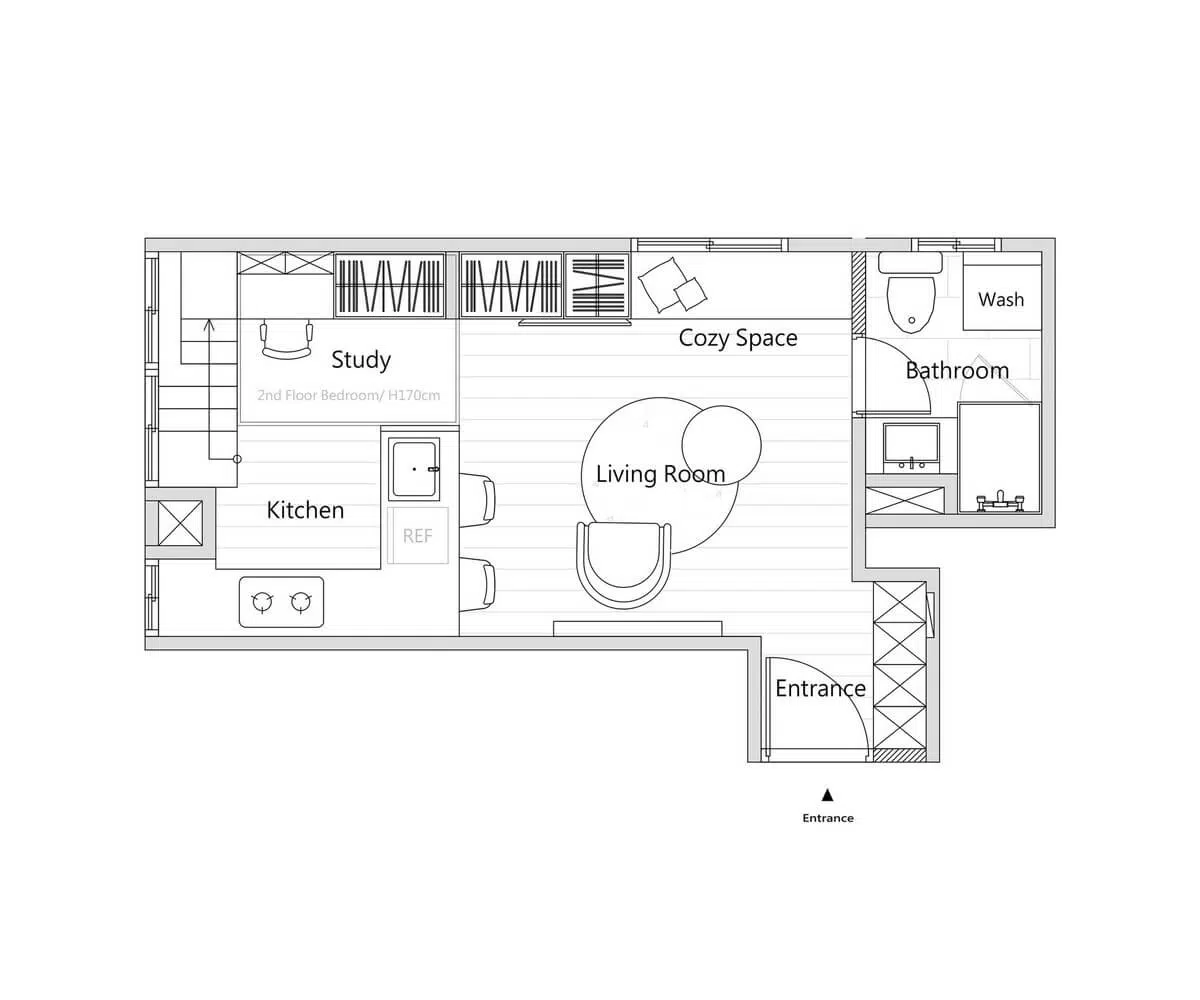 Wash
Cozy Space
Study
Bathroom
2nd Floor Bedroom/ H170cm
Living Room
Kitchen
REF
Entrance
Entrance